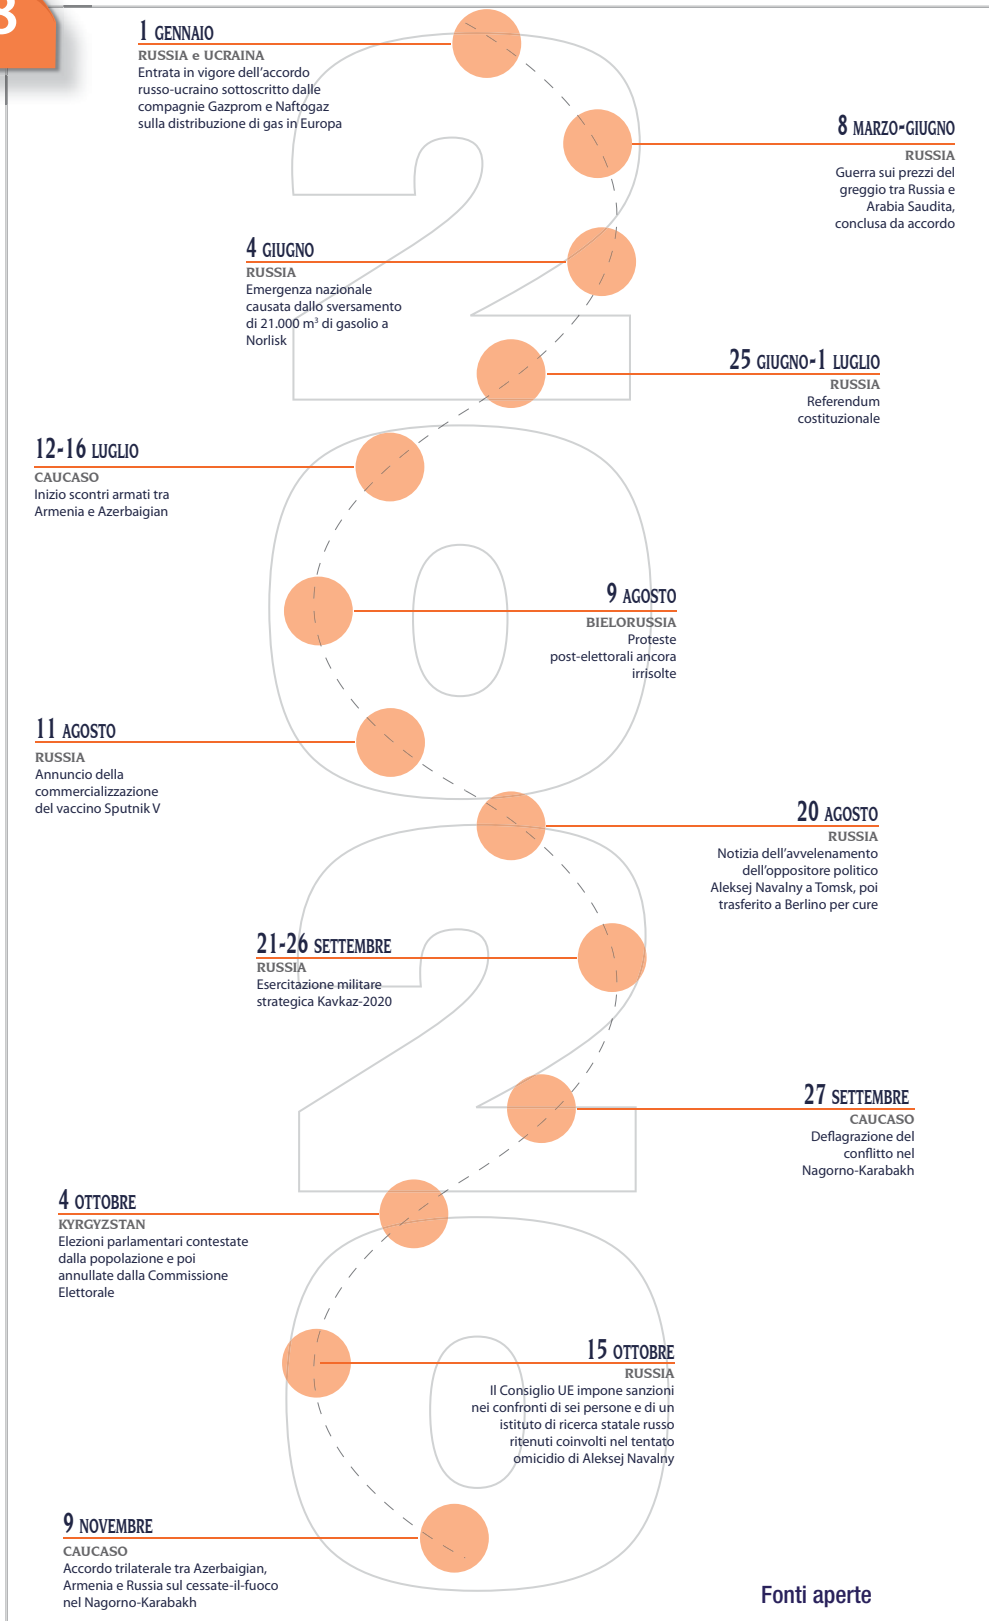 3
1 GENNAIO
RUSSIA e UCRAINA
Entrata in vigore dell'accordo
russo-ucraino sottoscritto dalle
compagnie Gazprom e Naftogaz
sulla distribuzione di gas in Europa
8 MARZO-GIUGNO
RUSSIA
Guerra sui prezzi del
greggio tra Russia e
Arabia Saudita,
conclusa da accordo
4 GIUGNO
RUSSIA
Emergenza nazionale
causata dallo sversamento
di 21.000 m³ di gasolio a
Norlisk
25 GIUGNO-1 LUGLIO
RUSSIA
Referendum
costituzionale
12-16 LUGLIO
CAUCASO
Inizio scontri armati tra
Armenia e Azerbaigian
9 AGOSTO
BIELORUSSIA
Proteste
post-elettorali ancora
irrisolte
11 AGOSTO
RUSSIA
Annuncio della
commercializzazione
del vaccino Sputnik V
20 AGOSTO
RUSSIA
Notizia dell'avvelenamento
dell'oppositore politico
Aleksej Navalny a Tomsk, poi
trasferito a Berlino per cure
21-26 SETTEMBRE
RUSSIA
Esercitazione militare
strategica Kavkaz-2020
27 SETTEMBRE
CAUCASO
Deflagrazione del
conflitto nel
Nagorno-Karabakh
4 OTTOBRE
KYRGYZSTAN
Elezioni parlamentari contestate
dalla popolazione e poi
annullate dalla Commissione
Elettorale
15 OTTOBRE
RUSSIA
Il Consiglio UE impone sanzioni
nei confronti di sei persone e di un
istituto di ricerca statale russo
ritenuti coinvolti nel tentato
omicidio di Aleksej Navalny
9 NOVEMBRE
CAUCASO
Accordo trilaterale tra Azerbaigian,
Armenia e Russia sul cessate-il-fuoco
nel Nagorno-Karabakh
2
0
2
0
Fonti aperte